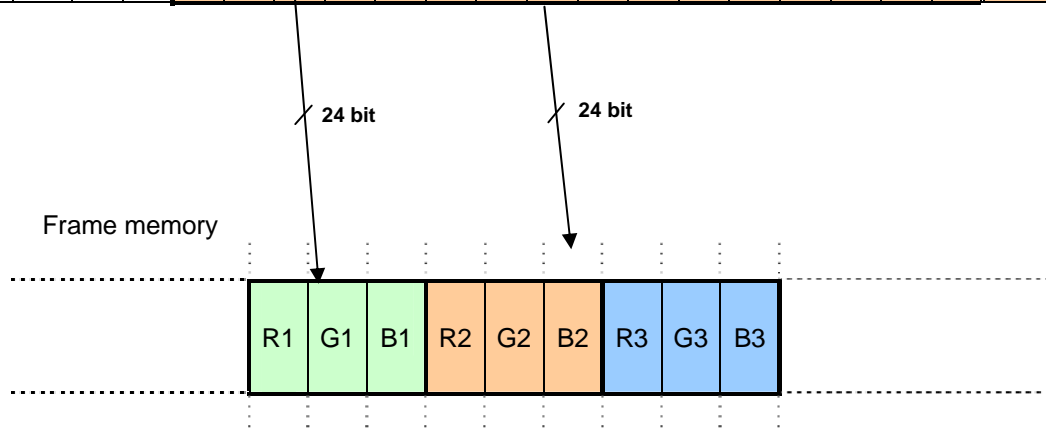 24 bit
24 bit
Frame memory
R1 G1 B1 R2 G2 B2 R3 G3 B3